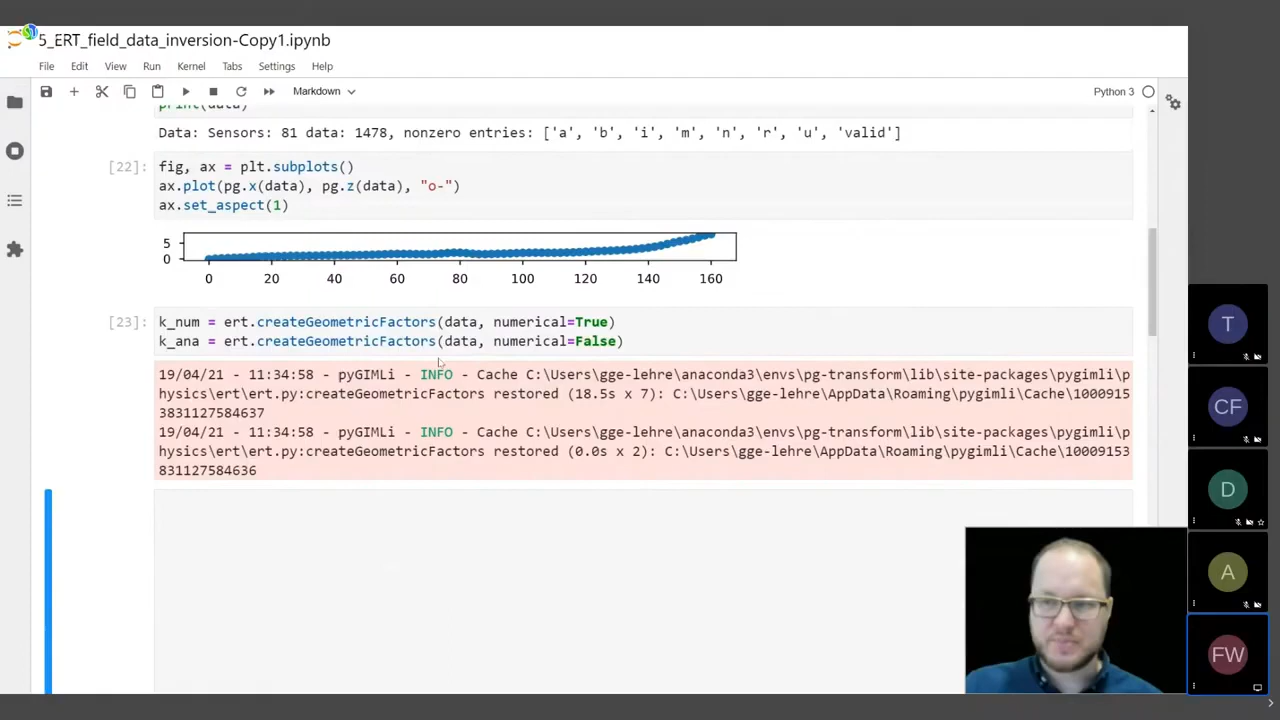 5_ERT_field_data_inversion-Copy1.ipynb
File Edit View Run Kernel Tabs Settings Help
Markdown
Python 3
print(data)
Data: Sensors: 81 data: 1478, nonzero entries: ['a', 'b', 'i', 'm', 'n', 'r', 'u', 'valid']
[22]:
fig, ax = plt.subplots()
ax.plot(pg.x(data), pg.z(data), "o-")
ax.set_aspect(1)
5
0
0 20 40 60 80 100 120 140 160
[23]:
k_num = ert.createGeometricFactors(data, numerical=True)
k_ana = ert.createGeometricFactors(data, numerical=False)
19/04/21 - 11:34:58 - pyGIMLi - INFO - Cache C:\Users\gge-lehre\anaconda3\envs\pg-transform\lib\site-packages\pygimli\p
hysics\ert\ert.py:createGeometricFactors restored (18.5s x 7): C:\Users\gge-lehre\AppData\Roaming\pygimli\Cache\1000915
3831127584637
19/04/21 - 11:34:58 - pyGIMLi - INFO - Cache C:\Users\gge-lehre\anaconda3\envs\pg-transform\lib\site-packages\pygimli\p
hysics\ert\ert.py:createGeometricFactors restored (0.0s x 2): C:\Users\gge-lehre\AppData\Roaming\pygimli\Cache\10009153
831127584636
T
CF
D
A
FW